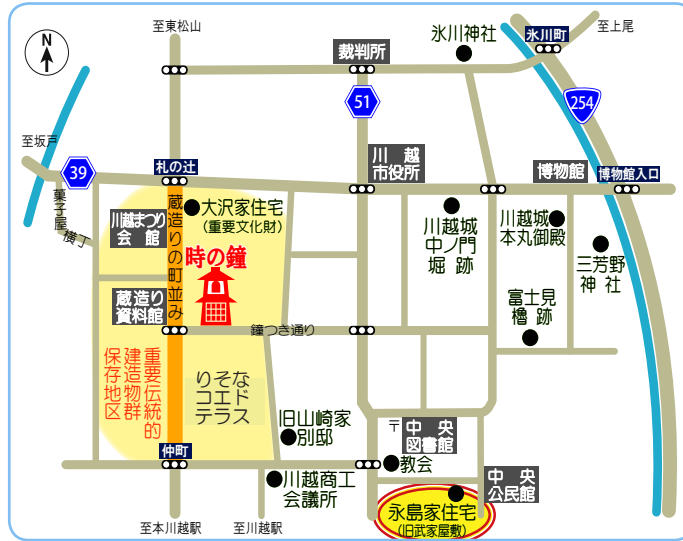 至東松山
氷川神社
氷川町
至上尾
N
裁判所
51
254
至坂戸
39
札の辻
川越
市役所
博物館
博物館入口
菓子屋横丁
川越まつり
会館
蔵造りの町並み
大沢家住宅
(重要文化財)
川越城
中ノ門
堀跡
川越城
本丸御殿
三芳野
神社
時の鐘
蔵造り
資料館
富士見
櫓跡
鐘つき通り
重要伝統的
建造物群
保存地区
りそな
コエド
テラス
旧山崎家
別邸
〒
中央
図書館
仲町
教会
川越商工
会議所
中央
公民館
永島家住宅
(旧武家屋敷)
至本川越駅
至川越駅